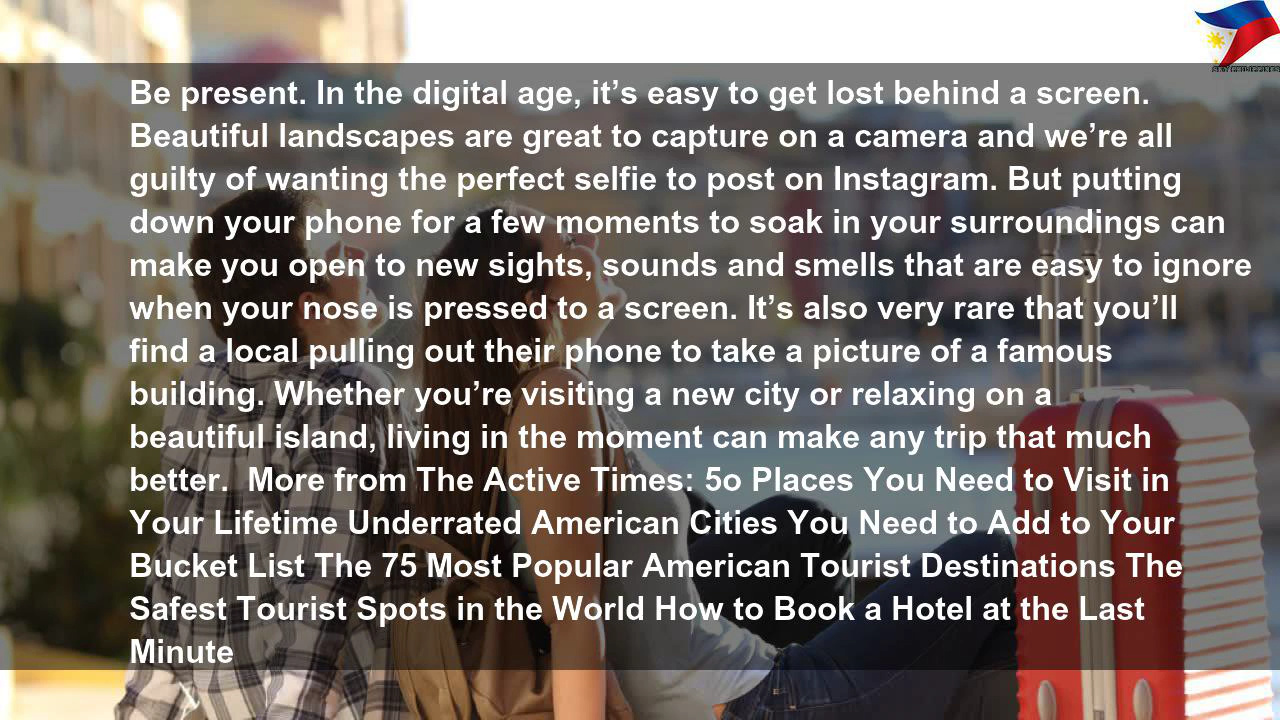 Be present. In the digital age, it’s easy to get lost behind a screen.
Beautiful landscapes are great to capture on a camera and we’re all
guilty of wanting the perfect selfie to post on Instagram. But putting
down your phone for a few moments to soak in your surroundings can
make you open to new sights, sounds and smells that are easy to ignore
when your nose is pressed to a screen. It’s also very rare that you’ll
find a local pulling out their phone to take a picture of a famous
building. Whether you’re visiting a new city or relaxing on a
beautiful island, living in the moment can make any trip that much
better.  More from The Active Times: 5o Places You Need to Visit in
Your Lifetime Underrated American Cities You Need to Add to Your
Bucket List The 75 Most Popular American Tourist Destinations The
Safest Tourist Spots in the World How to Book a Hotel at the Last
Minute